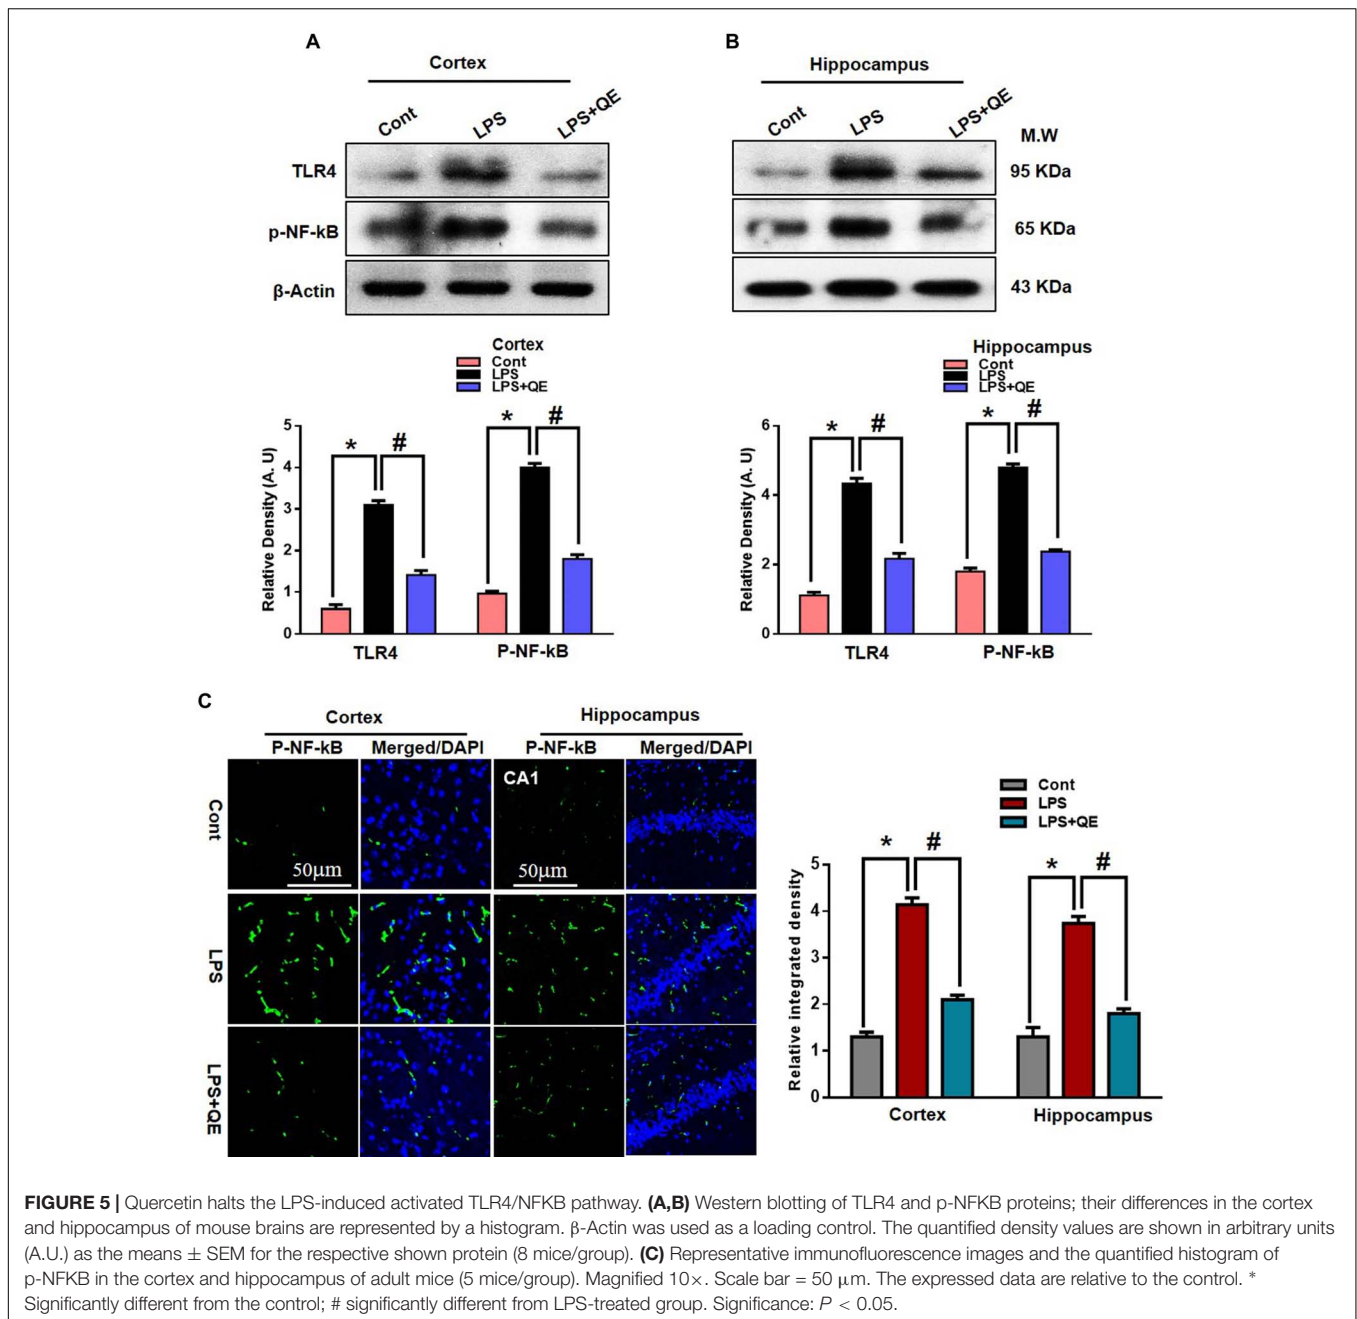 A
Cortex
Cont
LPS
LPS+QE
TLR4
p-NF-kB
β-Actin
B
Hippocampus
Cont
LPS
LPS+QE
M.W
95 KDa
65 KDa
43 KDa
Cortex
Cont
LPS
LPS+QE
Relative Density (A. U)
5
4
3
2
1
0
* # * #
TLR4 P-NF-kB
Hippocampus
Cont
LPS
LPS+QE
Relative Density (A. U)
6
4
2
0
* # * #
TLR4 P-NF-kB
C
Cortex Hippocampus
P-NF-kB Merged/DAPI P-NF-kB Merged/DAPI
Cont
CA1
50μm 50μm
LPS
LPS+QE
Cont
LPS
LPS+QE
Relative integrated density
5
4
3
2
1
0
* # * #
Cortex Hippocampus
FIGURE 5 | Quercetin halts the LPS-induced activated TLR4/NFKB pathway. (A,B) Western blotting of TLR4 and p-NFKB proteins; their differences in the cortex
and hippocampus of mouse brains are represented by a histogram. β-Actin was used as a loading control. The quantified density values are shown in arbitrary units
(A.U.) as the means ± SEM for the respective shown protein (8 mice/group). (C) Representative immunofluorescence images and the quantified histogram of
p-NFKB in the cortex and hippocampus of adult mice (5 mice/group). Magnified 10×. Scale bar = 50 μm. The expressed data are relative to the control. *
Significantly different from the control; # significantly different from LPS-treated group. Significance: P < 0.05.